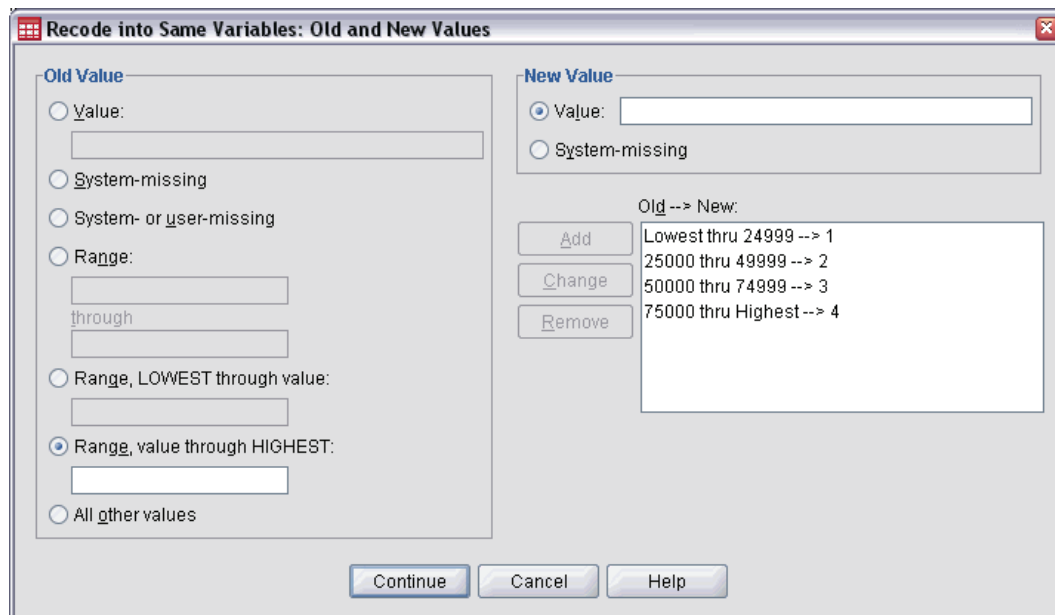 Recode into Same Variables: Old and New Values
Old Value
Value:
System-missing
System- or user-missing
Range:
through
Range, LOWEST through value:
Range, value through HIGHEST:
All other values
New Value
Value:
System-missing
Old --> New:
Add
Change
Remove
Lowest thru 24999 --> 1
25000 thru 49999 --> 2
50000 thru 74999 --> 3
75000 thru Highest --> 4
Continue
Cancel
Help